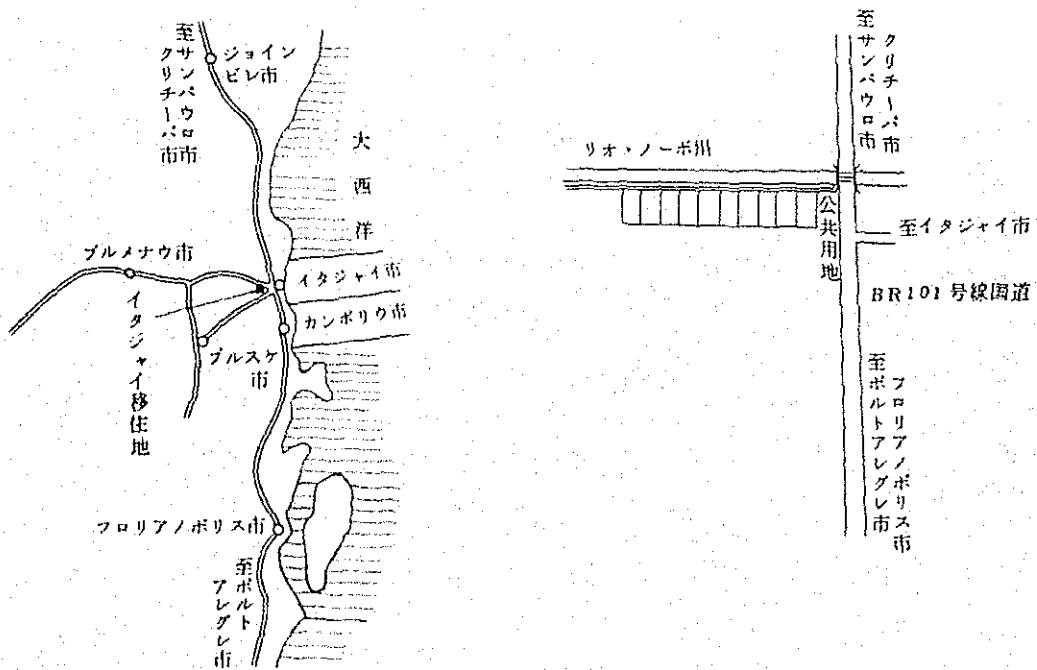 至サンパウロ市
クリチーバ市
ジョイン
ビレ市
大西洋
ブルメナウ市
イタジャイ市
カンボリウ市
イタジャイ移住地
ブルスケ
市
フロリアノポリス市
至ポルト
アレグレ市
至サンパウロ市
クリチーバ市
リオ・ノーボ川
公共用地
至イタジャイ市
BR101号線国道
至ポルトアレグレ市
フロリアノポリス市